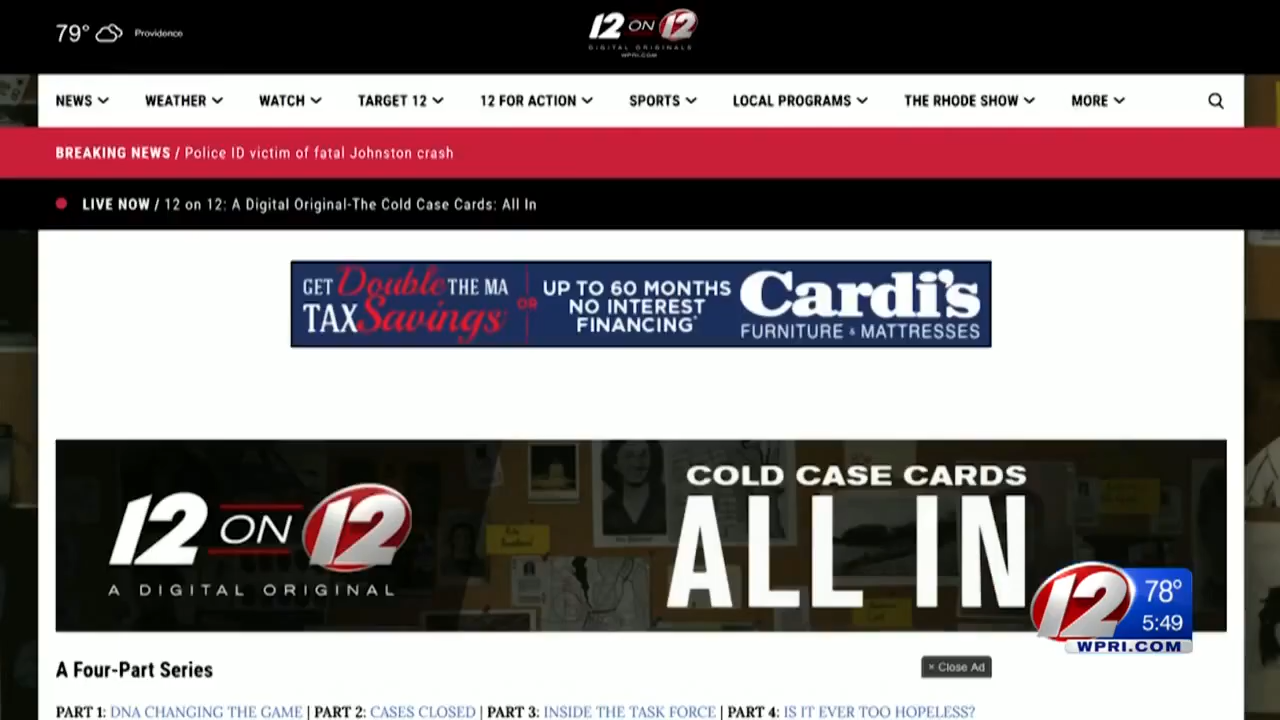 79° Providence
12 ON 12
DIGITAL ORIGINALS
WPRI.COM
NEWS WEATHER WATCH TARGET 12 12 FOR ACTION SPORTS LOCAL PROGRAMS THE RHODE SHOW MORE
BREAKING NEWS / Police ID victim of fatal Johnston crash
LIVE NOW / 12 on 12: A Digital Original-The Cold Case Cards: All In
GET Double THE MA
TAX Savings
OR
UP TO 60 MONTHS
NO INTEREST
FINANCING*
Cardi's
FURNITURE & MATTRESSES
12 ON 12
A DIGITAL ORIGINAL
COLD CASE CARDS
ALL IN
12 78°
5:49
WPRI.COM
A Four-Part Series
× Close Ad
PART 1: DNA CHANGING THE GAME | PART 2: CASES CLOSED | PART 3: INSIDE THE TASK FORCE | PART 4: IS IT EVER TOO HOPELESS?